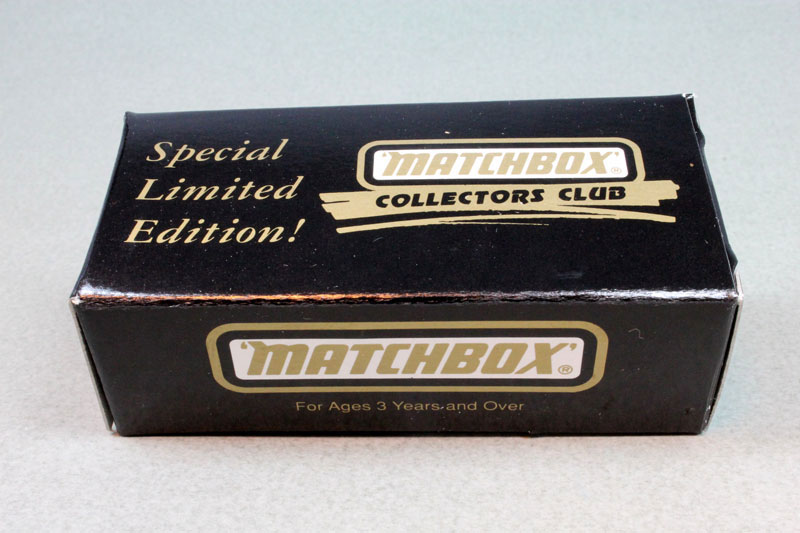 Special
Limited
Edition!
'MATCHBOX'®
COLLECTORS CLUB
'MATCHBOX'®
For Ages 3 Years and Over